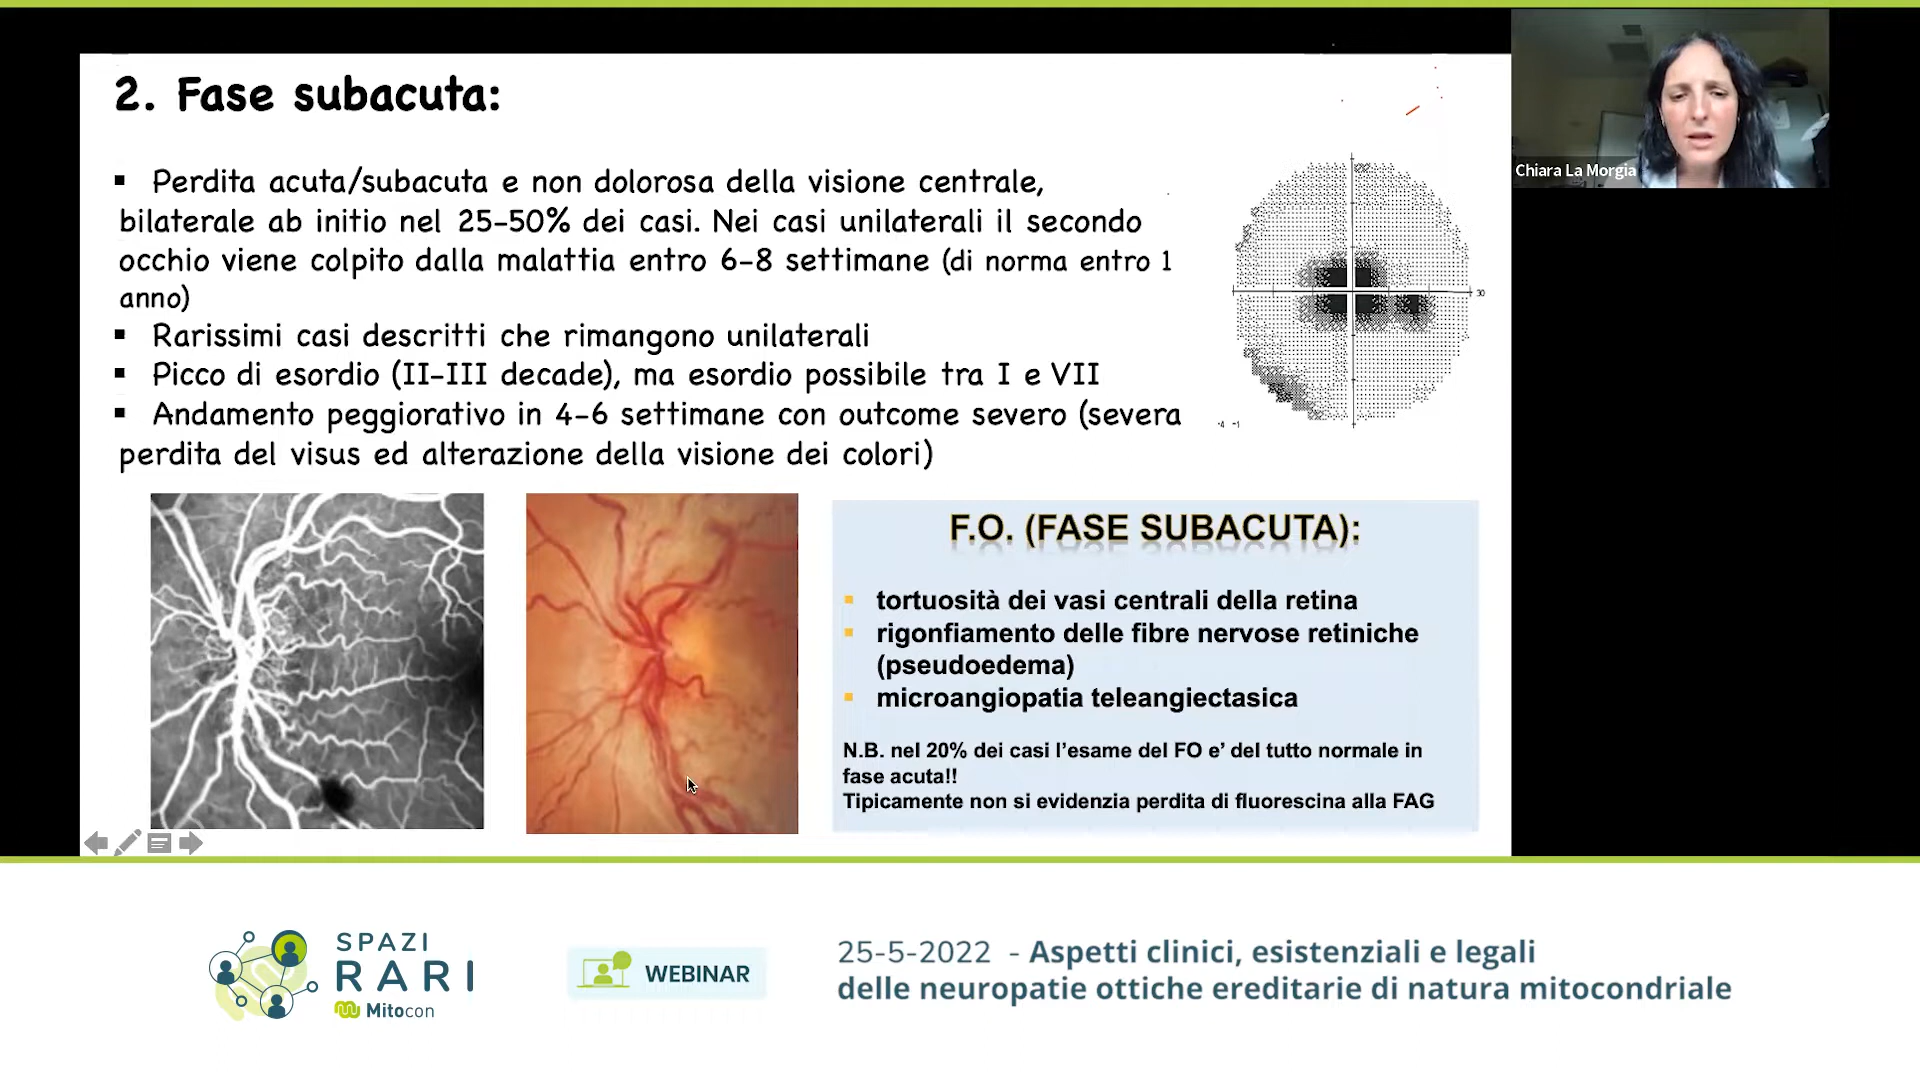 2. Fase subacuta:
▪ Perdita acuta/subacuta e non dolorosa della visione centrale,
bilaterale ab initio nel 25-50% dei casi. Nei casi unilaterali il secondo
occhio viene colpito dalla malattia entro 6-8 settimane (di norma entro 1
anno)
▪ Rarissimi casi descritti che rimangono unilaterali
▪ Picco di esordio (II-III decade), ma esordio possibile tra I e VII
▪ Andamento peggiorativo in 4-6 settimane con outcome severo (severa
perdita del visus ed alterazione della visione dei colori)
30
-4 -1
F.O. (FASE SUBACUTA):
▪ tortuosità dei vasi centrali della retina
▪ rigonfiamento delle fibre nervose retiniche
(pseudoedema)
▪ microangiopatia teleangiectasica
N.B. nel 20% dei casi l'esame del FO e' del tutto normale in
fase acuta!!
Tipicamente non si evidenzia perdita di fluorescina alla FAG
Chiara La Morgia
SPAZI
RARI
Mitocon
WEBINAR
25-5-2022 - Aspetti clinici, esistenziali e legali
delle neuropatie ottiche ereditarie di natura mitocondriale